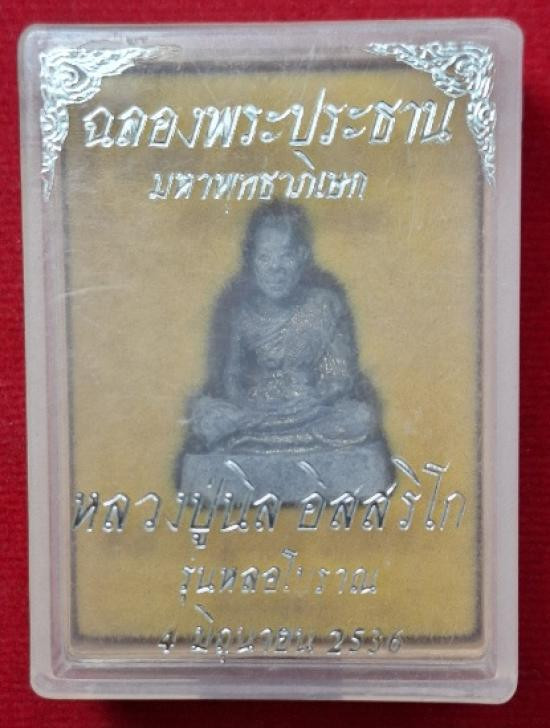 ฉลองพระประธาน
มหาพุทธาภิเษก
หลวงปู่นิล อิสสริโก
รุ่นหล่อโบราณ
4 มิถุนายน 2536